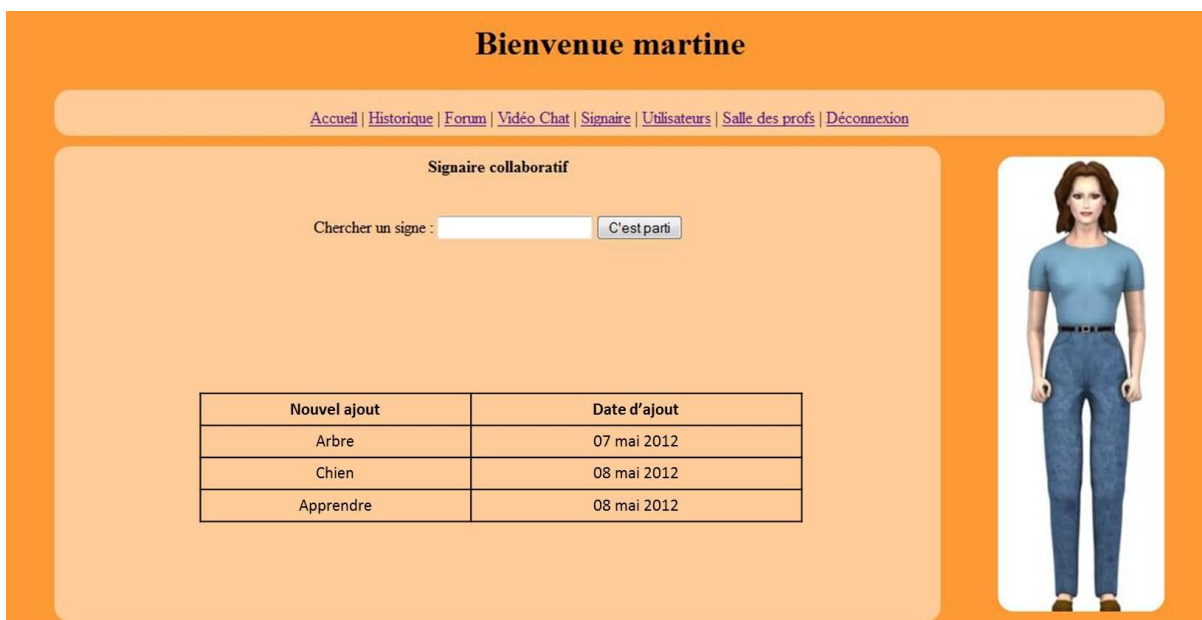 Bienvenue martine
Accueil | Historique | Forum | Vidéo Chat | Signaire | Utilisateurs | Salle des profs | Déconnexion
Signaire collaboratif
Chercher un signe : C'est parti
Nouvel ajout Date d’ajout
Arbre 07 mai 2012
Chien 08 mai 2012
Apprendre 08 mai 2012